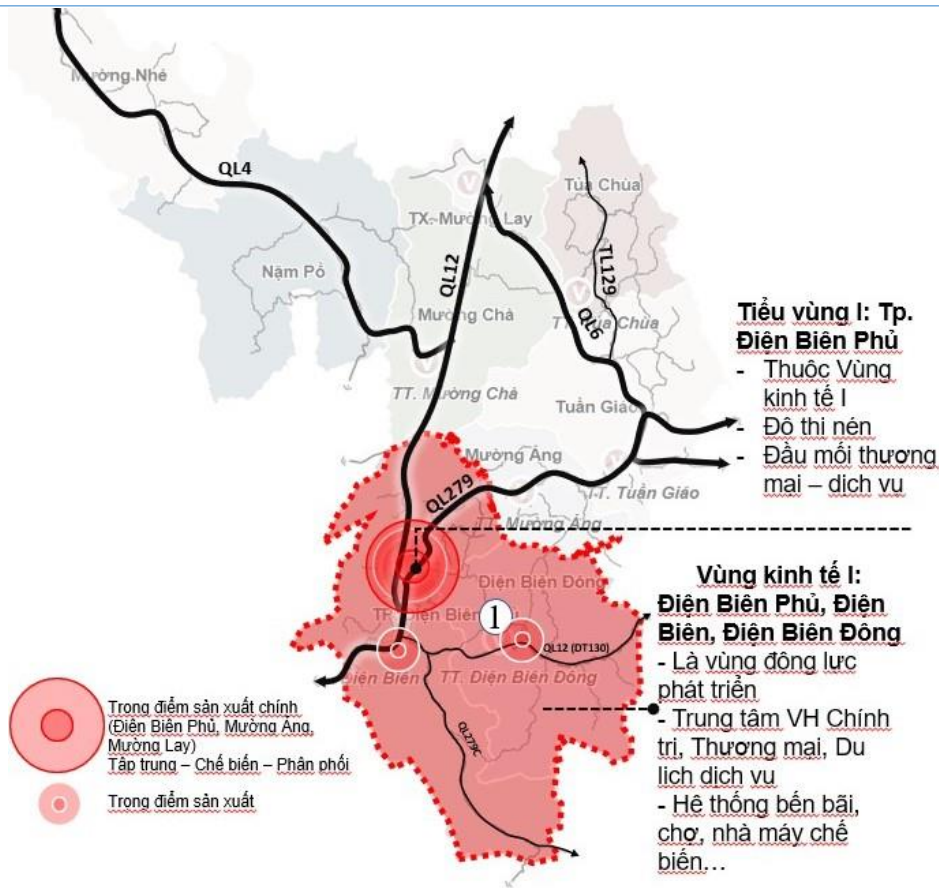 Mường Nhé
QL4
Tủa Chùa
TX. Mường Lay
QL12
TL129
Nậm Pồ
QL6
TT. Tủa Chùa
Mường Chà
TT. Mường Chà
Tuần Giáo
Mường Ảng
QL279
TT. Tuần Giáo
TT. Mường Ảng
Tiểu vùng I: Tp.
Điện Biên Phủ
- Thuộc Vùng
kinh tế I
- Đô thị nén
- Đầu mối thương
mại – dịch vụ
Điện Biên Đông
TP. Điện Biên Phủ
1
QL12 (DT130)
Điện Biên
TT. Điện Biên Đông
QL279C
Vùng kinh tế I:
Điện Biên Phủ, Điện
Biên, Điện Biên Đông
- Là vùng động lực
phát triển
- Trung tâm VH Chính
trị, Thương mại, Du
lịch dịch vụ
- Hệ thống bến bãi,
chợ, nhà máy chế
biến…
Trọng điểm sản xuất chính
(Điện Biên Phủ, Mường Ảng,
Mường Lay)
Tập trung – Chế biến – Phân phối
Trọng điểm sản xuất